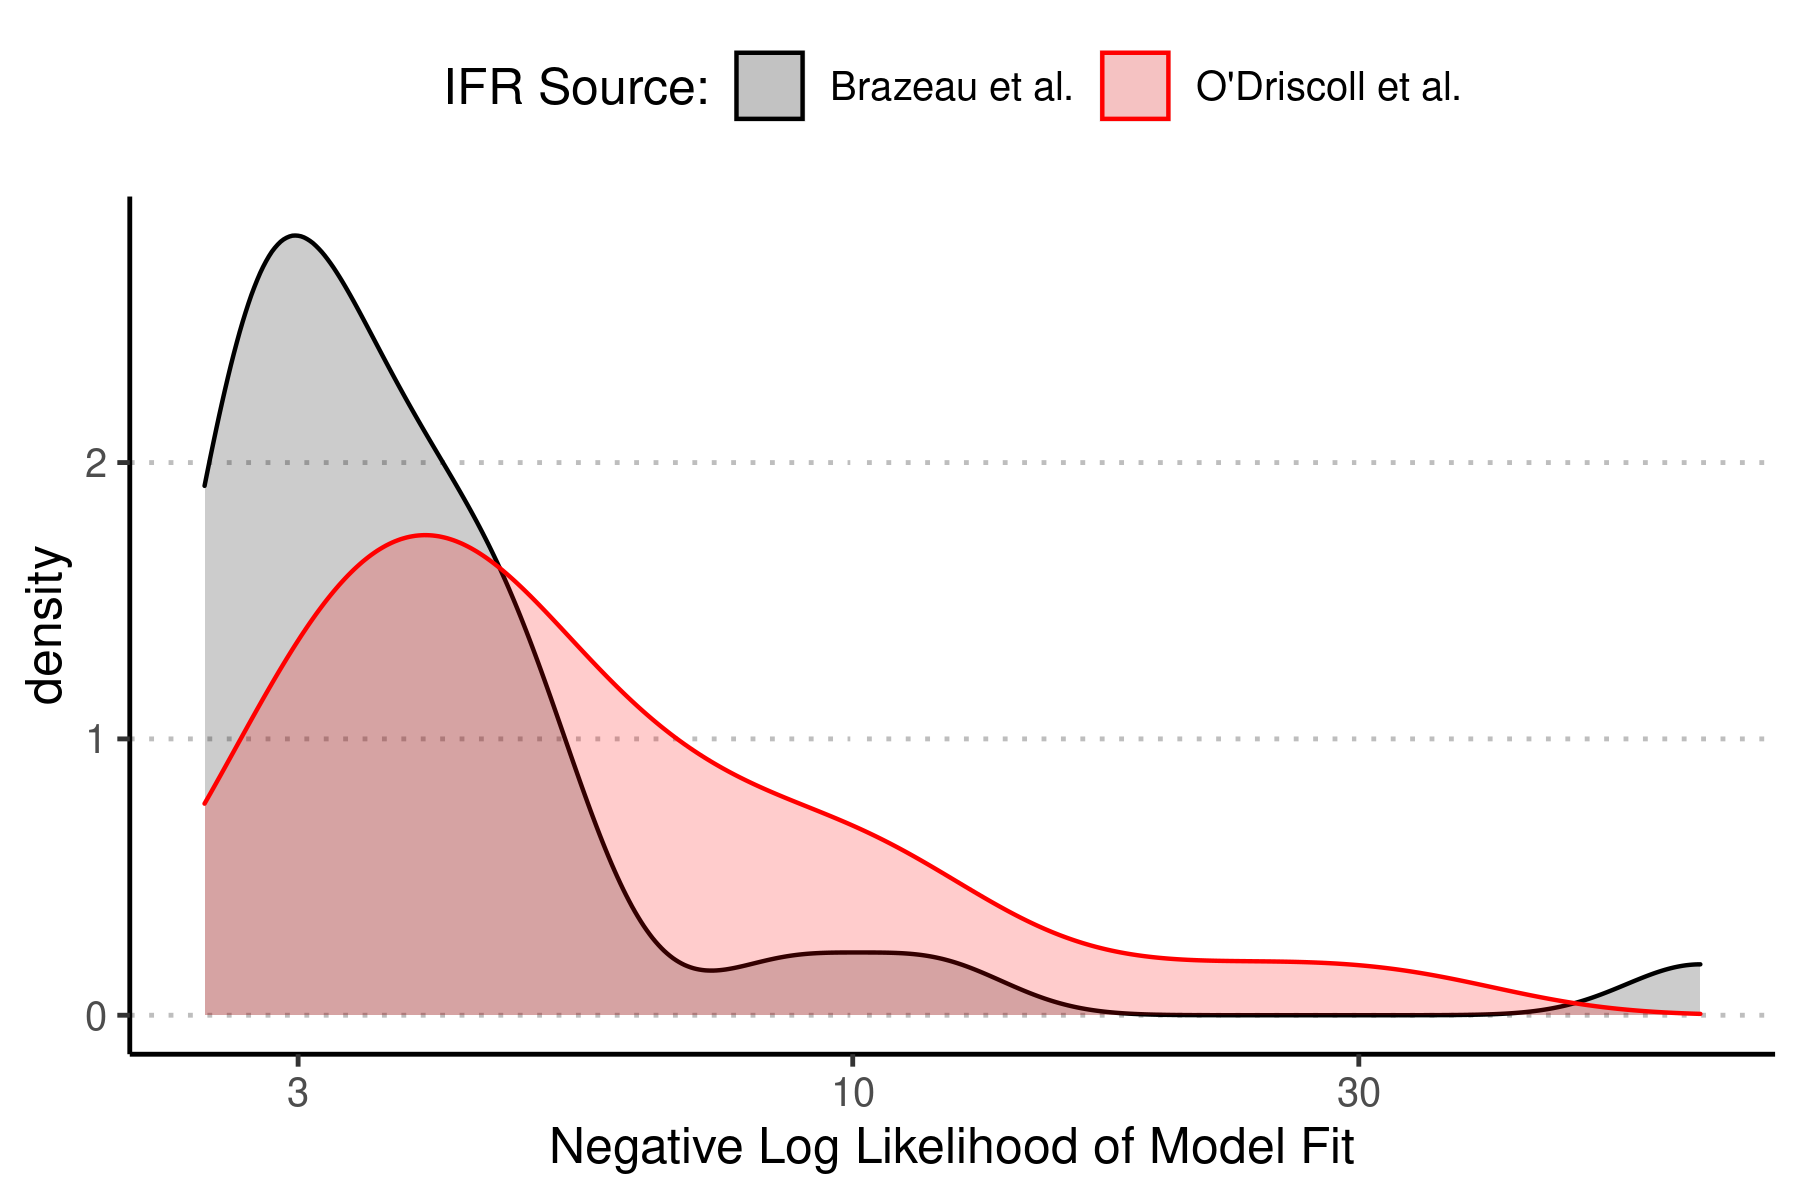 IFR Source: Brazeau et al. O'Driscoll et al.
density
2
1
0
3 10 30
Negative Log Likelihood of Model Fit